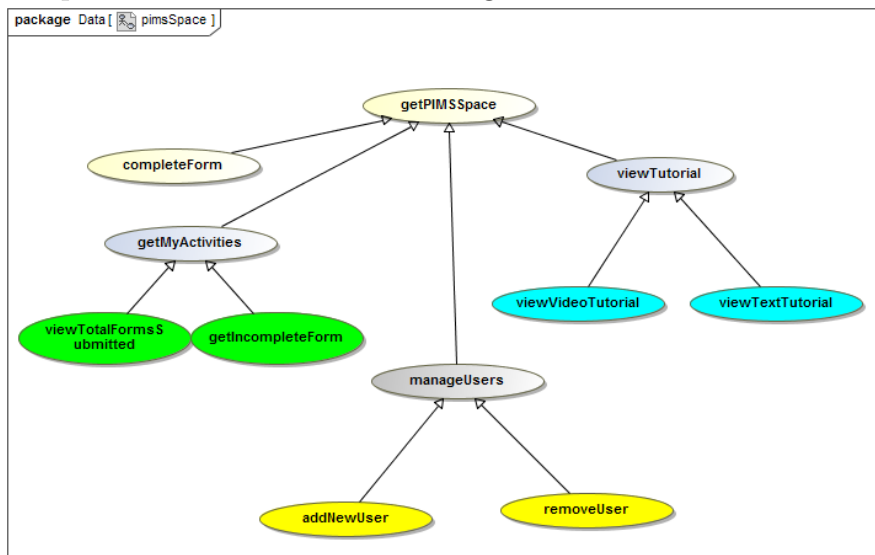 package Data [ pimsSpace ]
getPIMSSpace
completeForm
viewTutorial
getMyActivities
viewVideoTutorial
viewTextTutorial
viewTotalFormsS
ubmitted
getIncompleteForm
manageUsers
addNewUser
removeUser